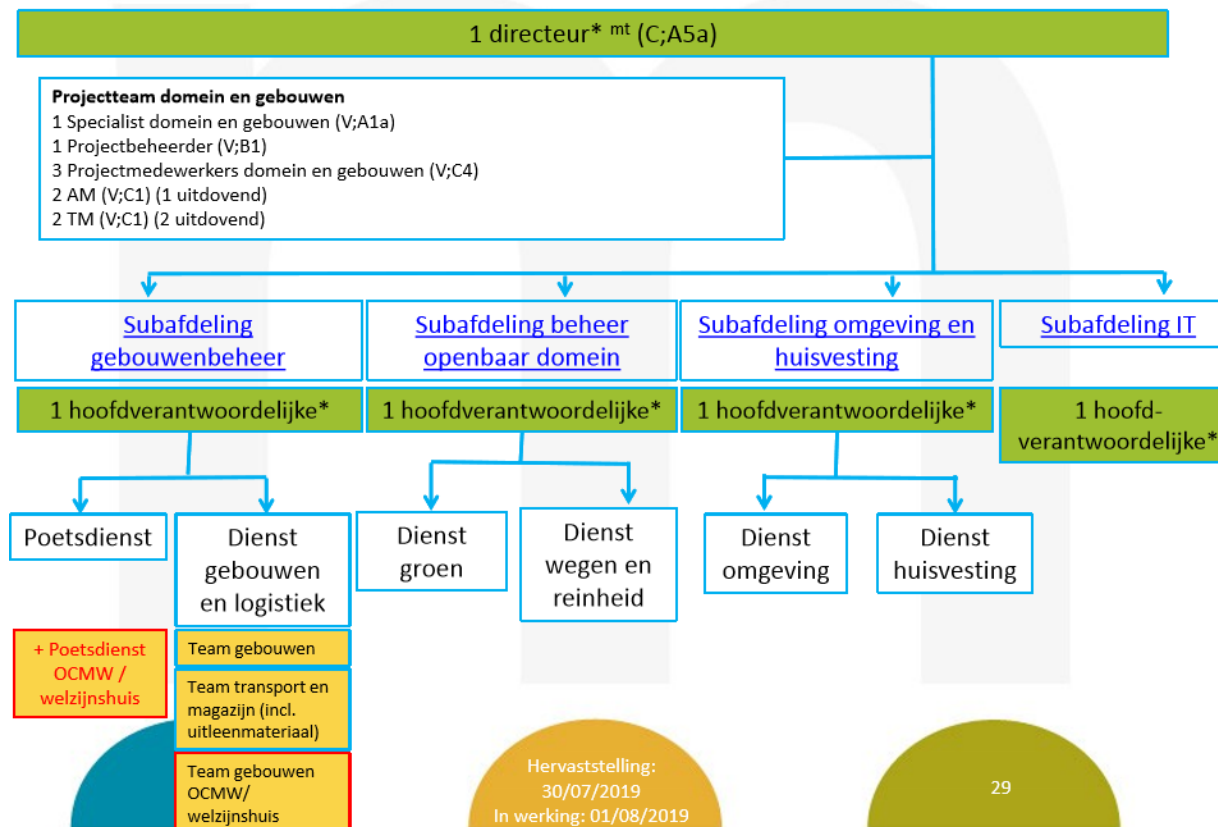 1 directeur* mt (C;A5a)
Projectteam domein en gebouwen
1 Specialist domein en gebouwen (V;A1a)
1 Projectbeheerder (V;B1)
3 Projectmedewerkers domein en gebouwen (V;C4)
2 AM (V;C1) (1 uitdovend)
2 TM (V;C1) (2 uitdovend)
Subafdeling
gebouwenbeheer
Subafdeling beheer
openbaar domein
Subafdeling omgeving en
huisvesting
Subafdeling IT
1 hoofdverantwoordelijke*
1 hoofdverantwoordelijke*
1 hoofdverantwoordelijke*
1 hoofd-
verantwoordelijke*
Poetsdienst
Dienst
gebouwen
en logistiek
Dienst
groen
Dienst
wegen en
reinheid
Dienst
omgeving
Dienst
huisvesting
+ Poetsdienst
OCMW /
welzijnshuis
Team gebouwen
Team transport en
magazijn (incl.
uitleenmateriaal)
Team gebouwen
OCMW/
welzijnshuis
Hervaststelling:
30/07/2019
In werking: 01/08/2019
29